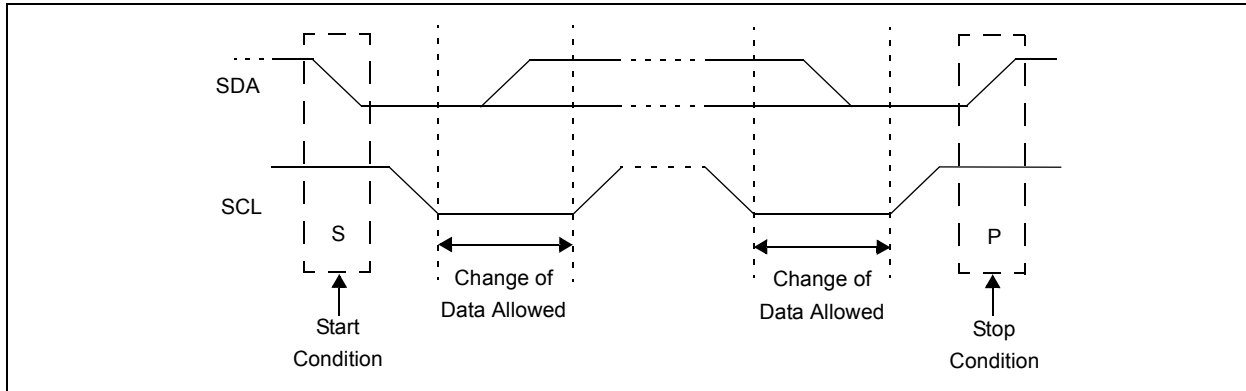 SDA
SCL
S
P
Change of
Data Allowed
Change of
Data Allowed
Start
Condition
Stop
Condition